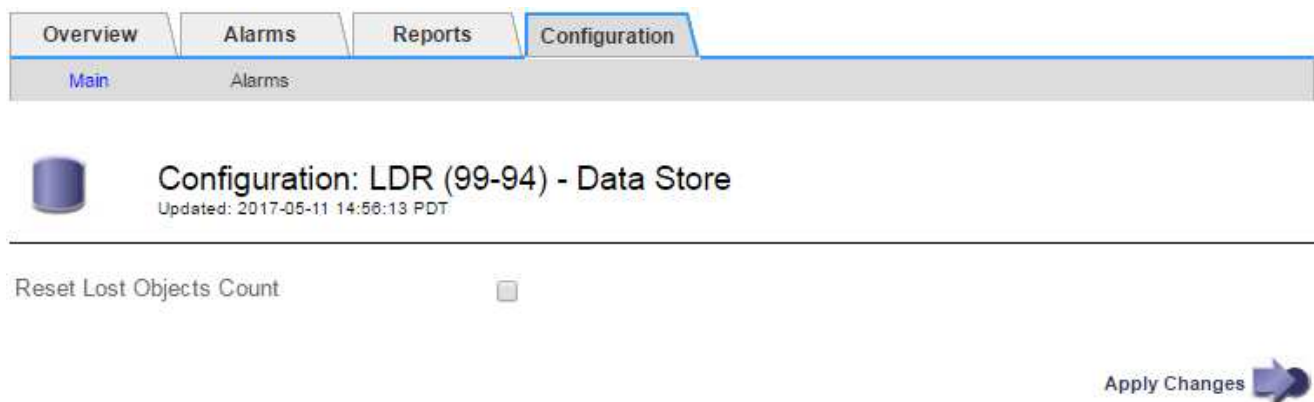 Overview Alarms Reports Configuration
Main Alarms
Configuration: LDR (99-94) - Data Store
Updated: 2017-05-11 14:56:13 PDT
Reset Lost Objects Count
Apply Changes